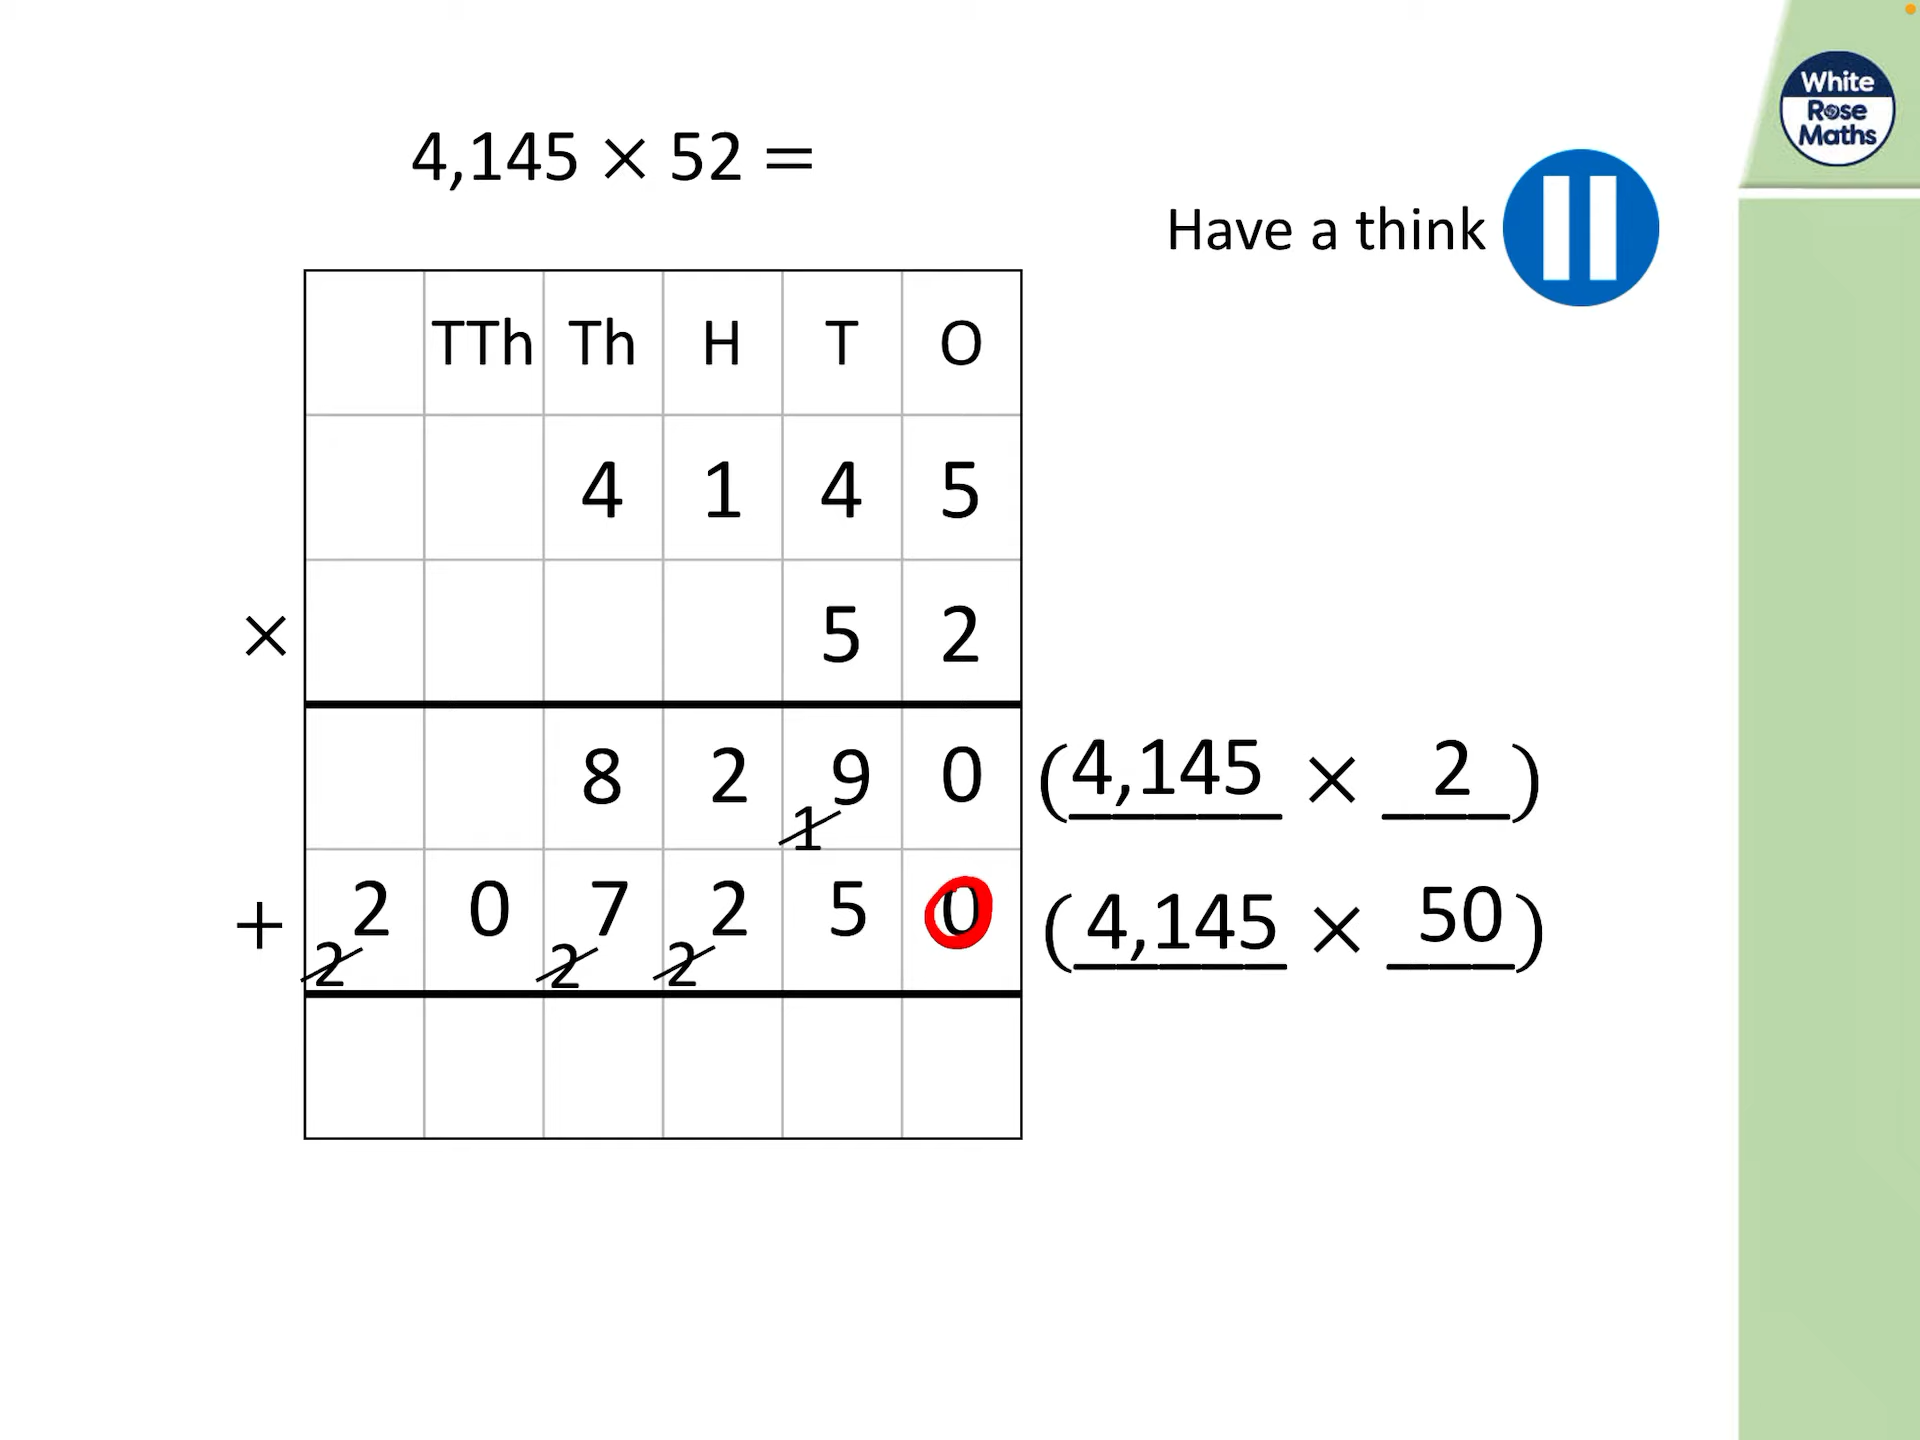 White
Rose
Maths
4,145 × 52 =
Have a think
TTh Th H T O
4 1 4 5
× 5 2
8 2 9 0 (4,145 × 2)
1
+ 2 0 7 2 5 0 (4,145 × 50)
2 2 2